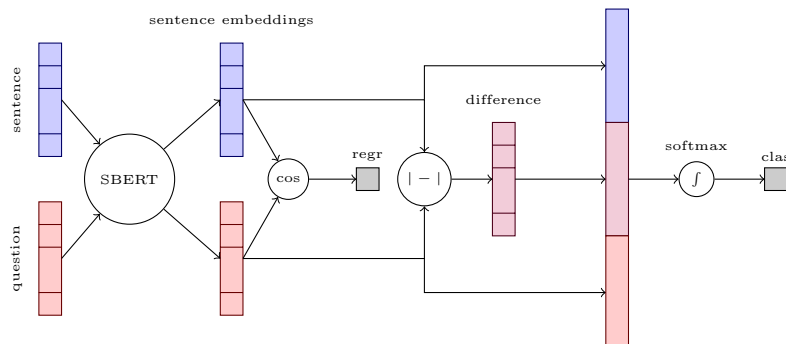 sentence embeddings
sentence
question
SBERT
cos
regr
| − |
difference
softmax
∫
clas